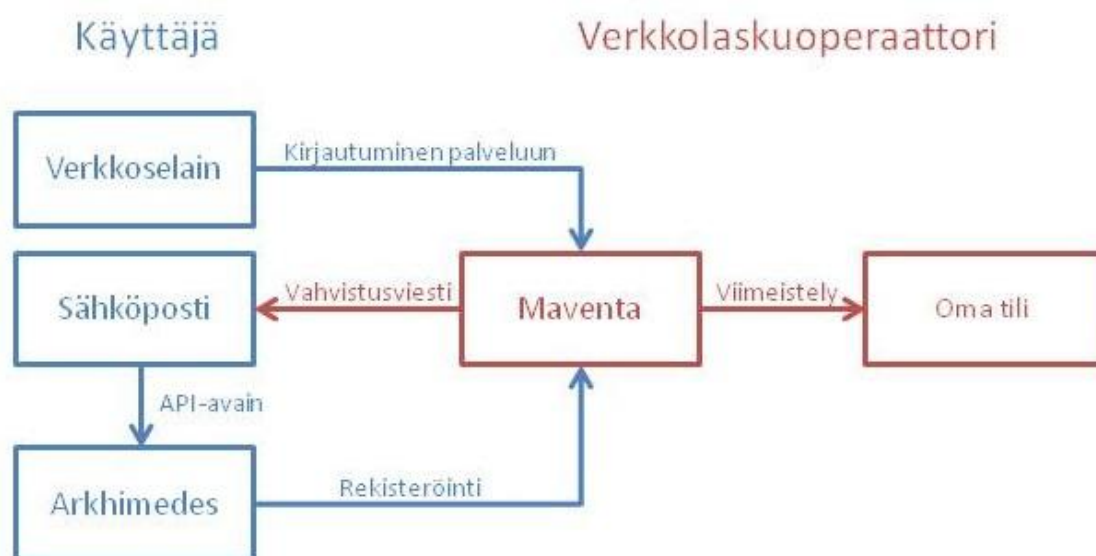 Käyttäjä
Verkkolaskuoperaattori
Verkkoselain
Kirjautuminen palveluun
Sähköposti
Vahvistusviesti
Maventa
Viimeistely
Oma tili
API-avain
Arkhimedes
Rekisteröinti